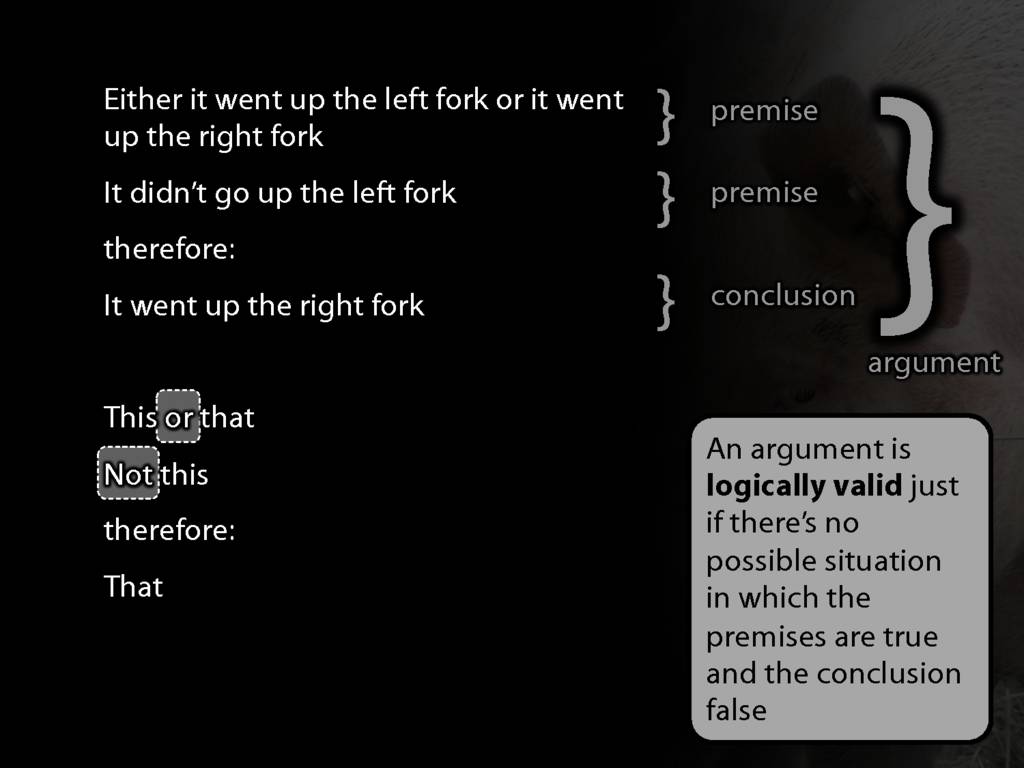 Either it went up the left fork or it went
up the right fork
} premise
It didn’t go up the left fork
} premise
therefore:
It went up the right fork
} conclusion
}
argument
This or that
Not this
therefore:
That
An argument is
logically valid just
if there’s no
possible situation
in which the
premises are true
and the conclusion
false